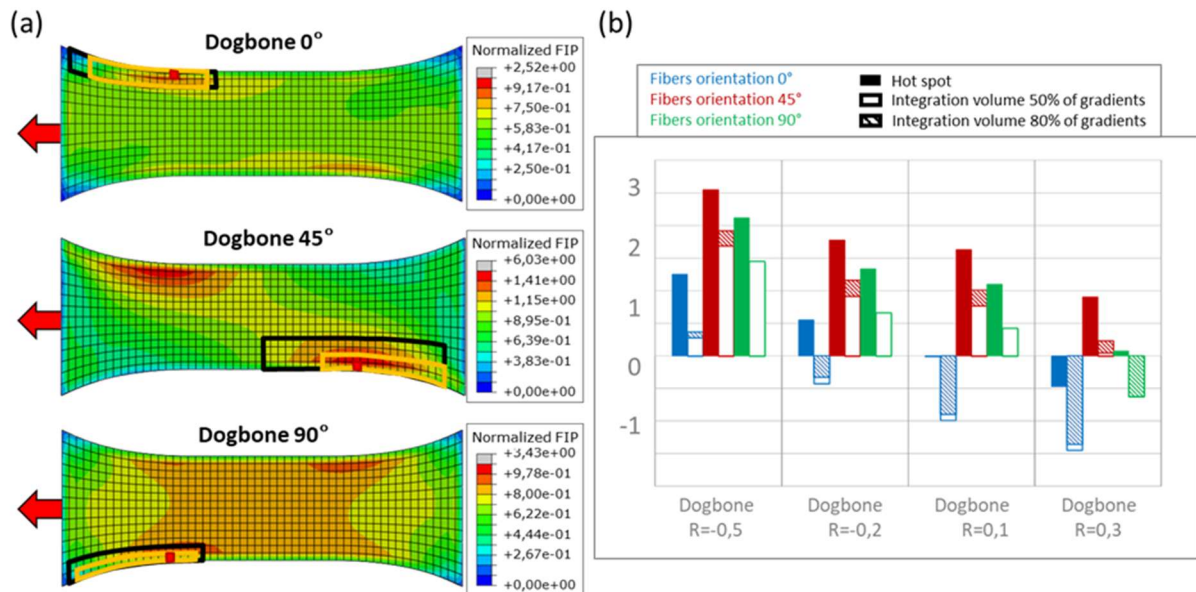 (a)
Dogbone 0°
Normalized FIP
+2,52e+00
+9,17e-01
+7,50e-01
+5,83e-01
+4,17e-01
+2,50e-01
+0,00e+00
Dogbone 45°
Normalized FIP
+6,03e+00
+1,41e+00
+1,15e+00
+8,95e-01
+6,39e-01
+3,83e-01
+0,00e+00
Dogbone 90°
Normalized FIP
+3,43e+00
+9,78e-01
+8,00e-01
+6,22e-01
+4,44e-01
+2,67e-01
+0,00e+00
(b)
Fibers orientation 0°
Fibers orientation 45°
Fibers orientation 90°
Hot spot
Integration volume 50% of gradients
Integration volume 80% of gradients
3
2
1
0
-1
Dogbone
R=-0,5
Dogbone
R=-0,2
Dogbone
R=0,1
Dogbone
R=0,3